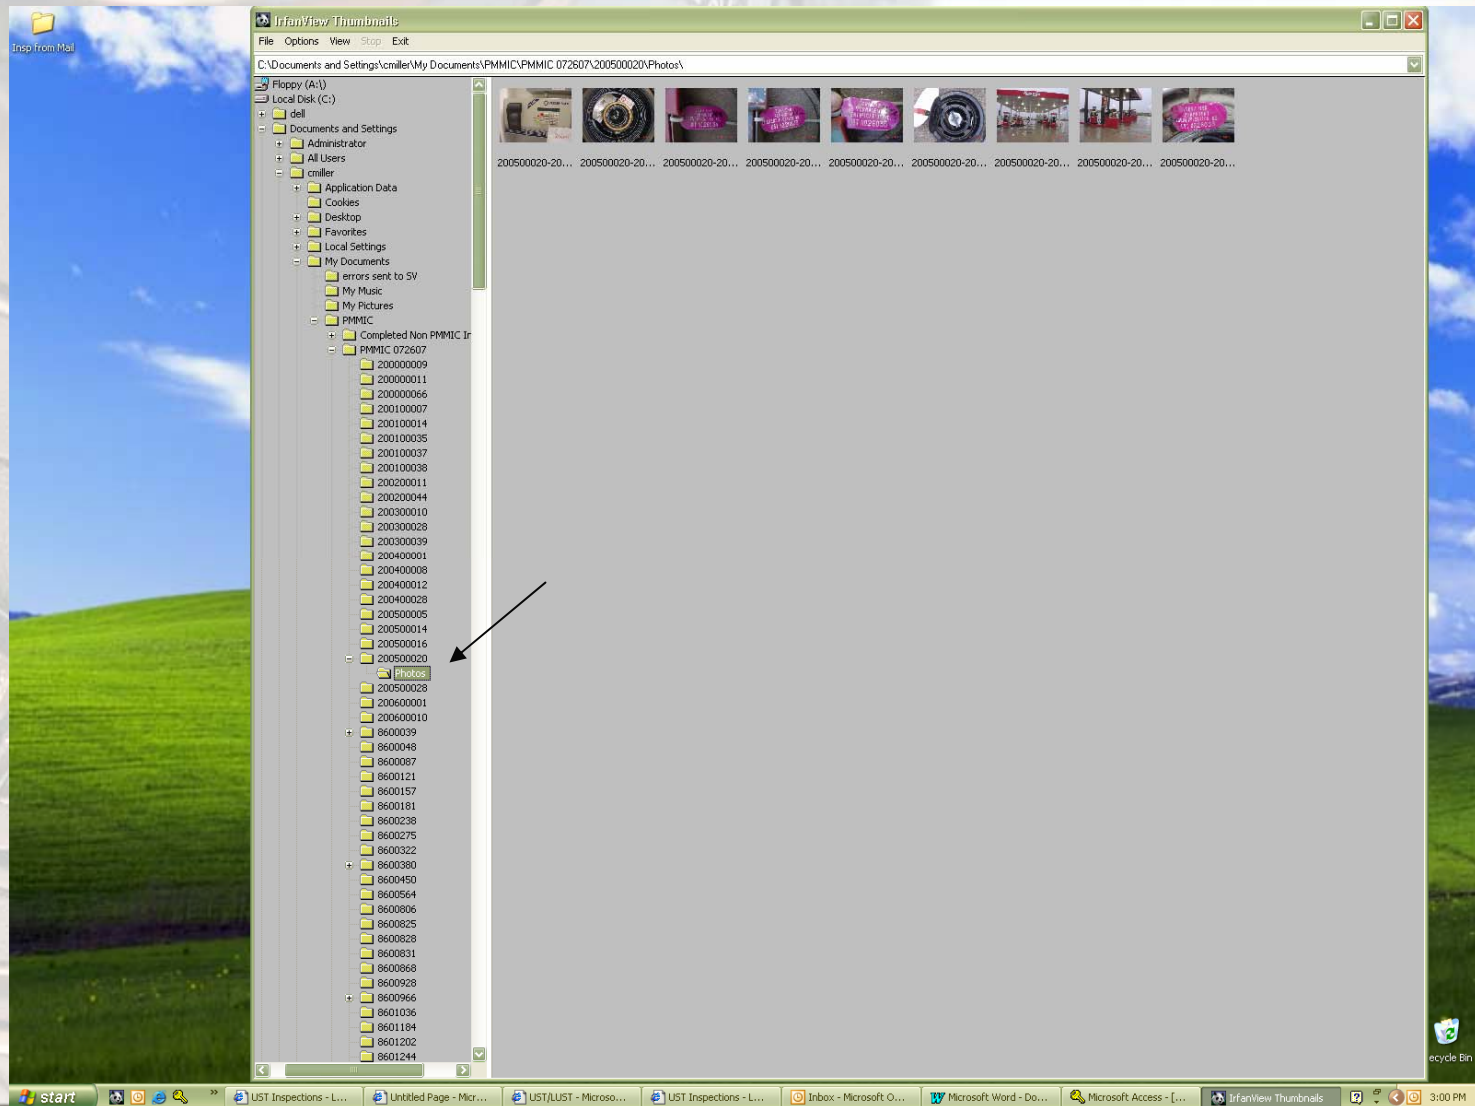 Insp from Mail
IrfanView Thumbnails
File Options View Stop Exit
C:\Documents and Settings\cmiller\My Documents\PMMIC\PMMIC 072607\200500020\Photos\
Floppy (A:\)
Local Disk (C:)
dell
Documents and Settings
Administrator
All Users
cmiller
Application Data
Cookies
Desktop
Favorites
Local Settings
My Documents
errors sent to SV
My Music
My Pictures
PMMIC
Completed Non PMMIC Ir
PMMIC 072607
200000009
200000011
200000066
200100007
200100014
200100035
200100037
200100038
200200011
200200044
200300010
200300028
200300039
200400001
200400008
200400012
200400028
200500005
200500014
200500016
200500020
Photos
200500028
200600001
200600010
8600039
8600048
8600087
8600121
8600157
8600181
8600238
8600275
8600322
8600380
8600450
8600564
8600806
8600825
8600828
8600831
8600868
8600928
8600966
8601036
8601184
8601202
8601244
200500020-20... 200500020-20... 200500020-20... 200500020-20... 200500020-20... 200500020-20... 200500020-20... 200500020-20... 200500020-20...
ecycle Bin
start UST Inspections - L... Untitled Page - Micr... UST/LUST - Microso... UST Inspections - L... Inbox - Microsoft O... Microsoft Word - Do... Microsoft Access - [... IrfanView Thumbnails 3:00 PM